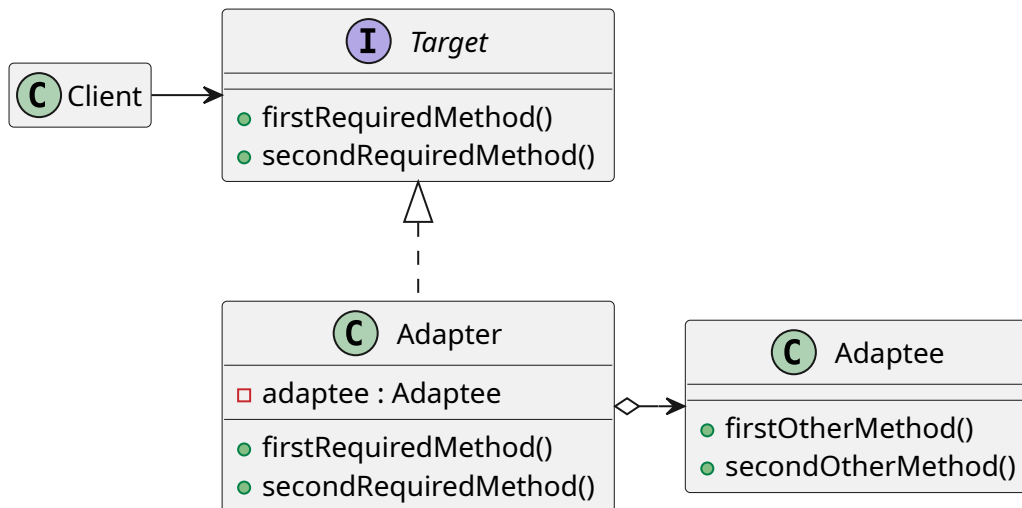 I Target
C Client
firstRequiredMethod()
secondRequiredMethod()
C Adapter
adaptee : Adaptee
firstRequiredMethod()
secondRequiredMethod()
C Adaptee
firstOtherMethod()
secondOtherMethod()